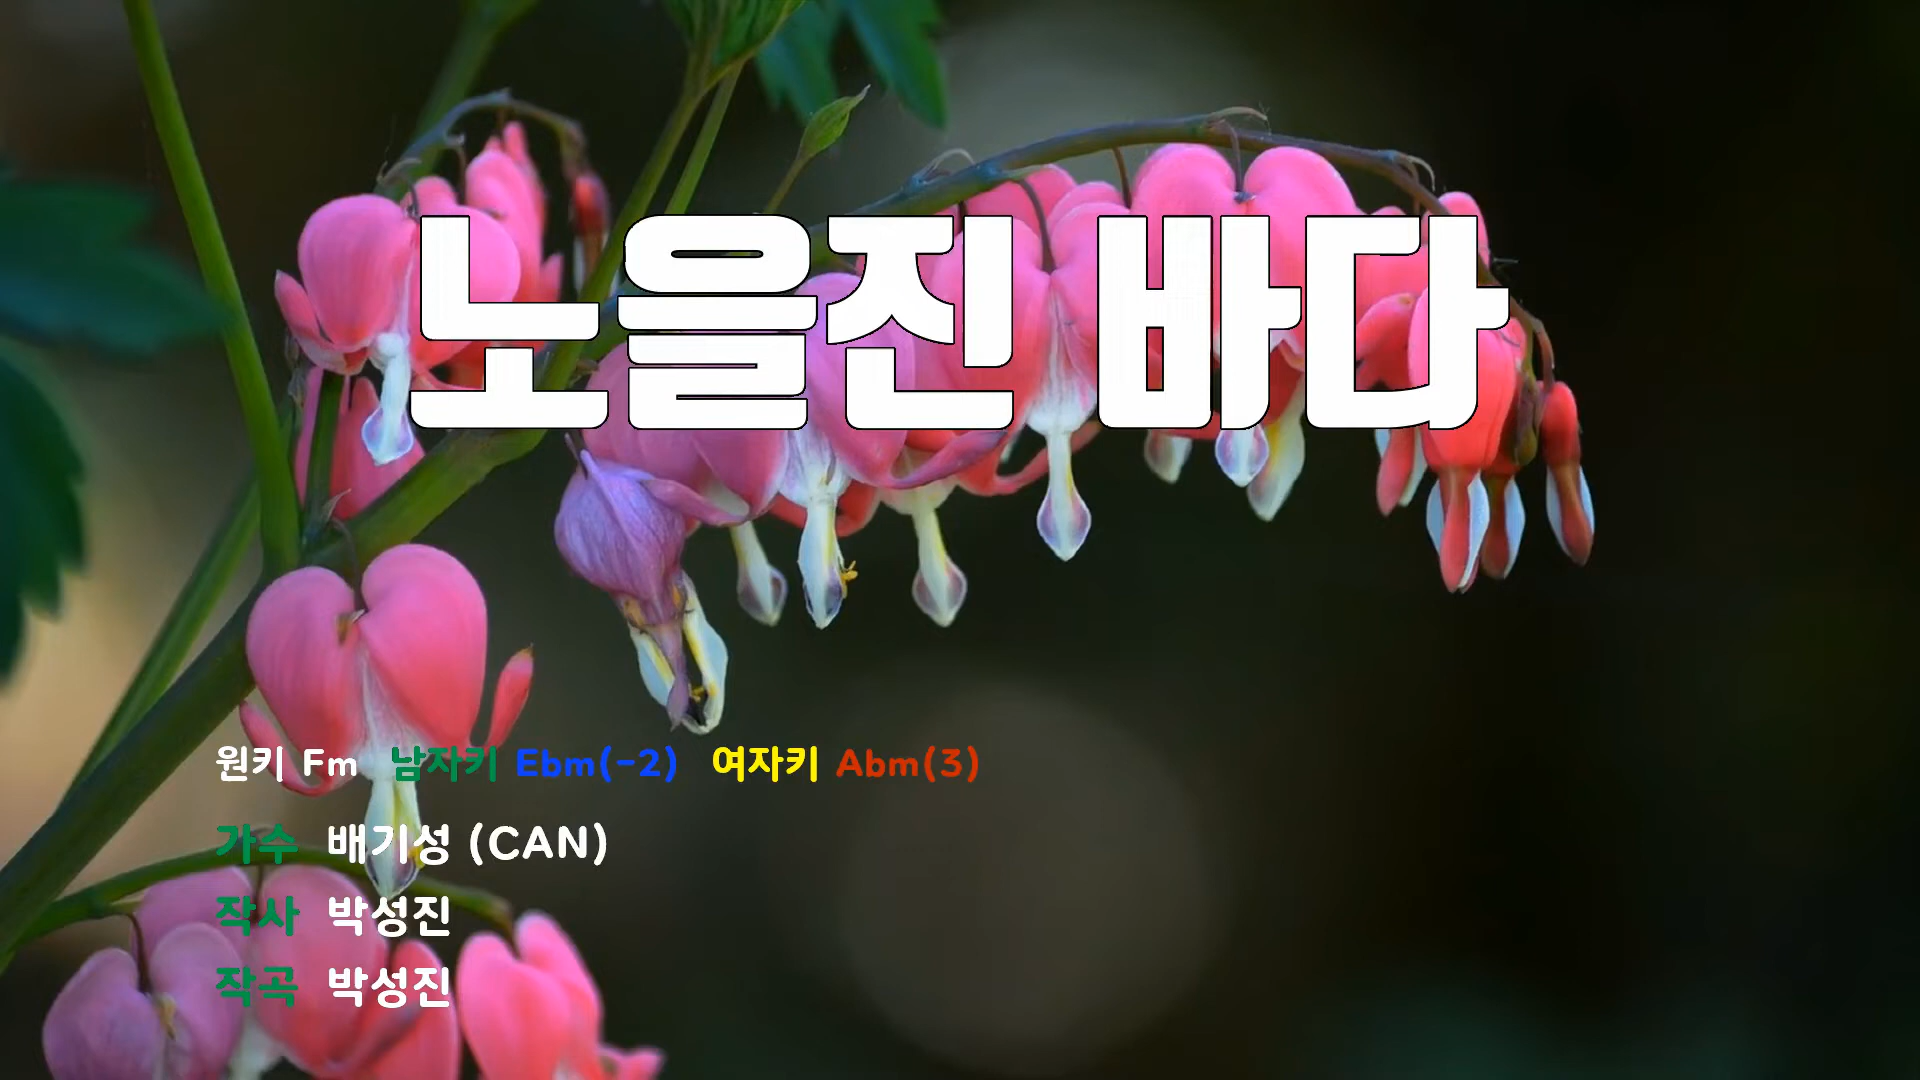 노을진 바다
원키 Fm 남자키 Ebm(-2) 여자키 Abm(3)
가수 배기성 (CAN)
작사 박성진
작곡 박성진